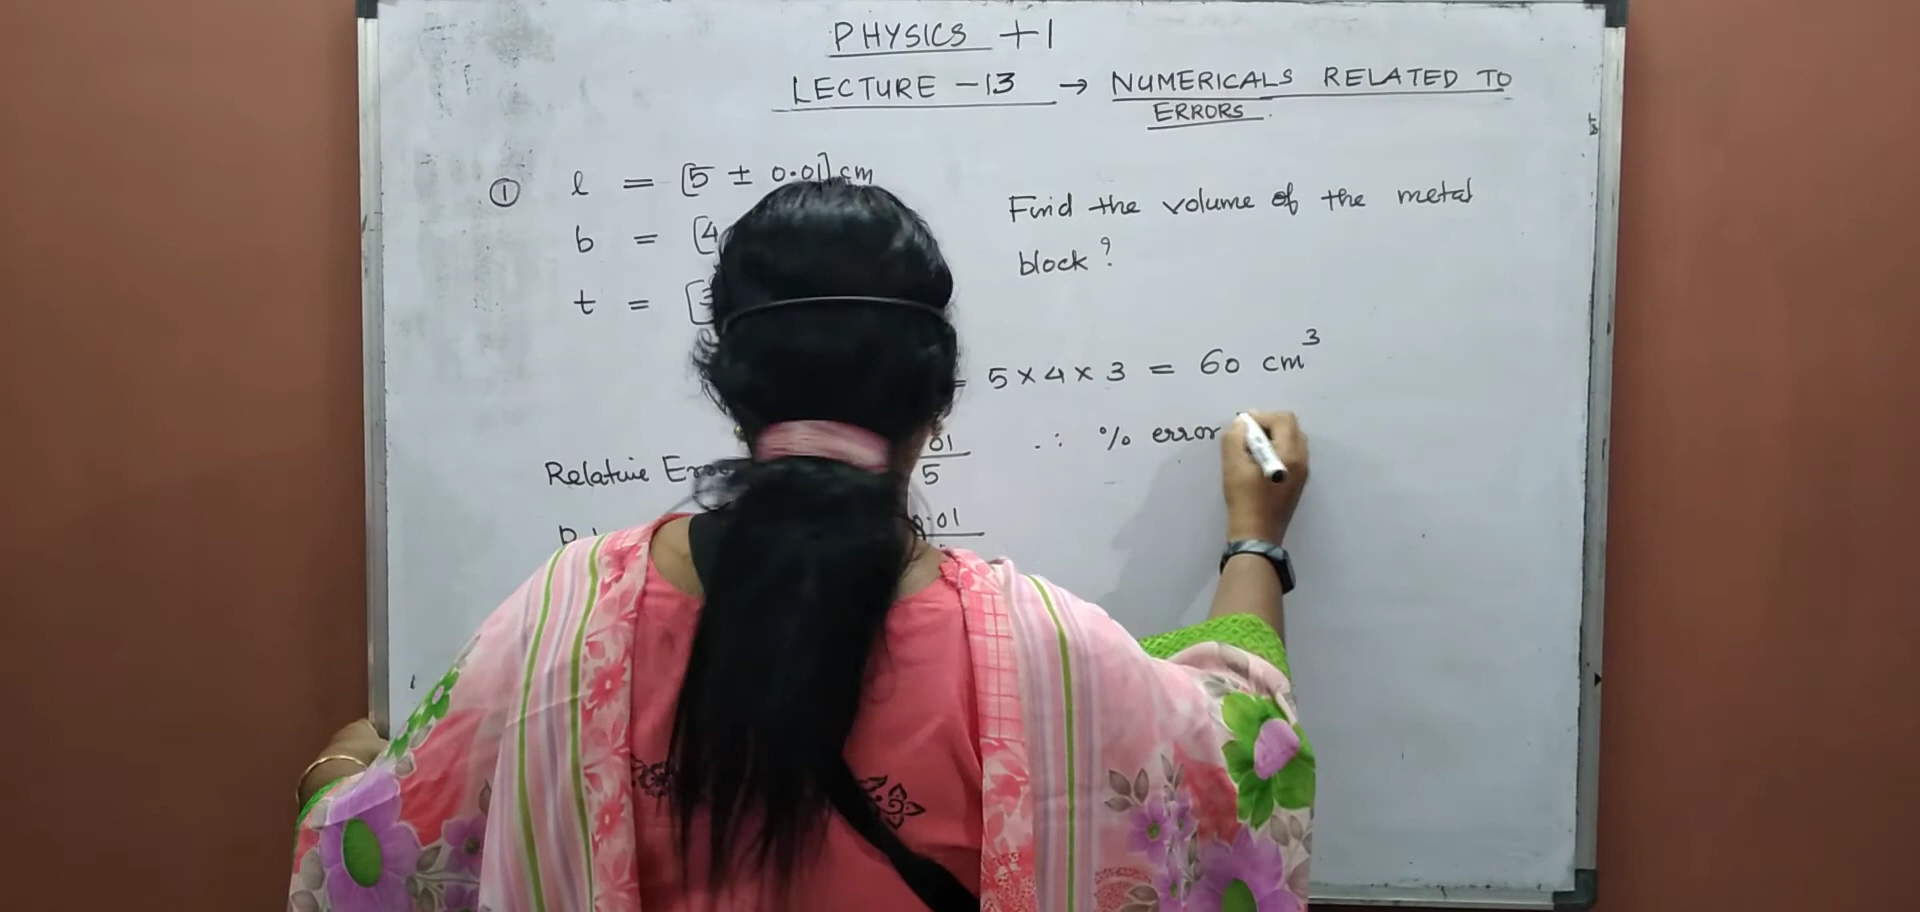 PHYSICS +1
LECTURE -13 → NUMERICALS RELATED TO
ERRORS.
① l = [5 ± 0.01] cm
b = [4
t = [3
Find the volume of the metal
block?
= 5 × 4 × 3 = 60 cm³
Relative 01/5
∴ % error
0.01